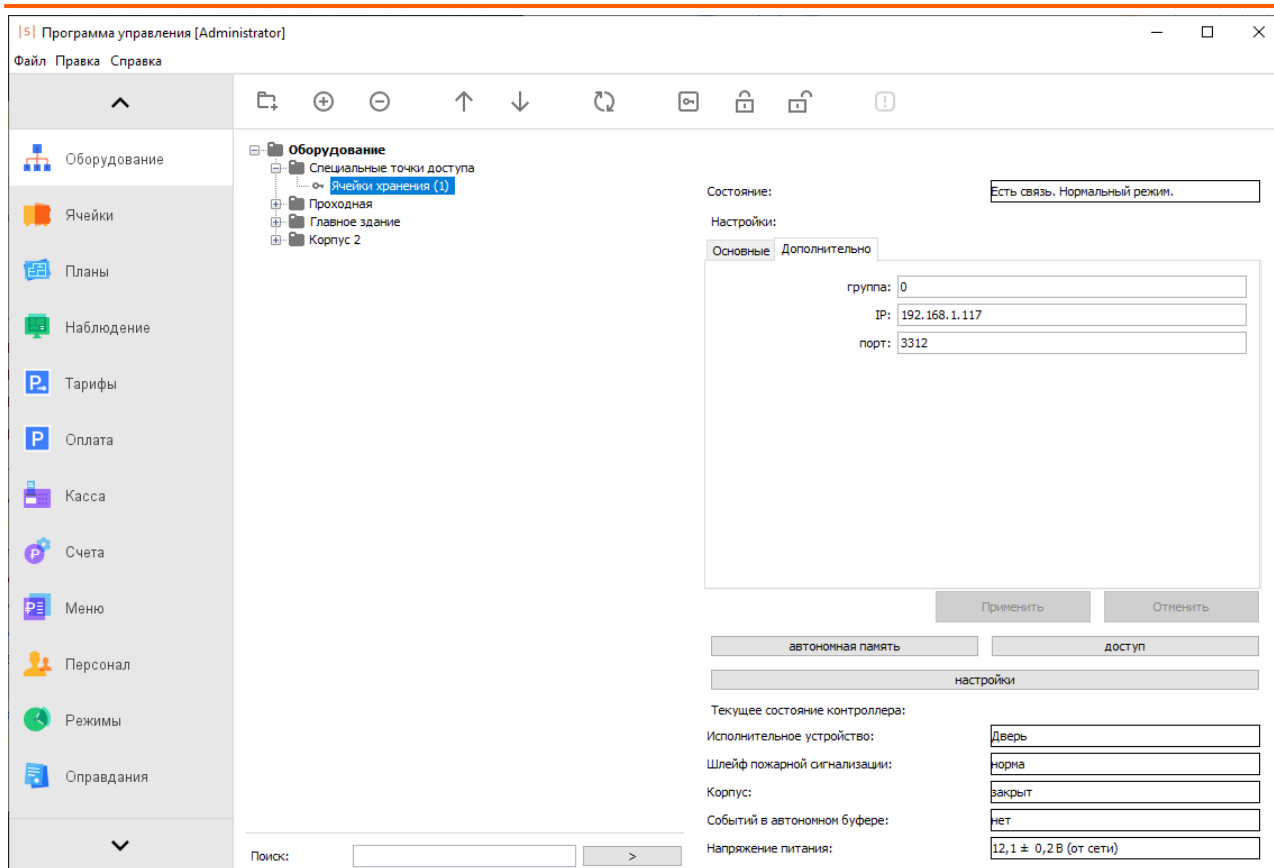 |S| Программа управления [Administrator]
Файл Правка Справка
Оборудование
Ячейки
Планы
Наблюдение
Тарифы
Оплата
Касса
Счета
Меню
Персонал
Режимы
Оправдания
Оборудование
Специальные точки доступа
Ячейки хранения (1)
Проходная
Главное здание
Корпус 2
Поиск:
>
Состояние: Есть связь. Нормальный режим.
Настройки:
Основные Дополнительно
группа: 0
IP: 192.168.1.117
порт: 3312
Применить Отменить
автономная память доступ
настройки
Текущее состояние контроллера:
Исполнительное устройство: Дверь
Шлейф пожарной сигнализации: норма
Корпус: закрыт
Событий в автономном буфере: нет
Напряжение питания: 12,1 ± 0,2 В (от сети)